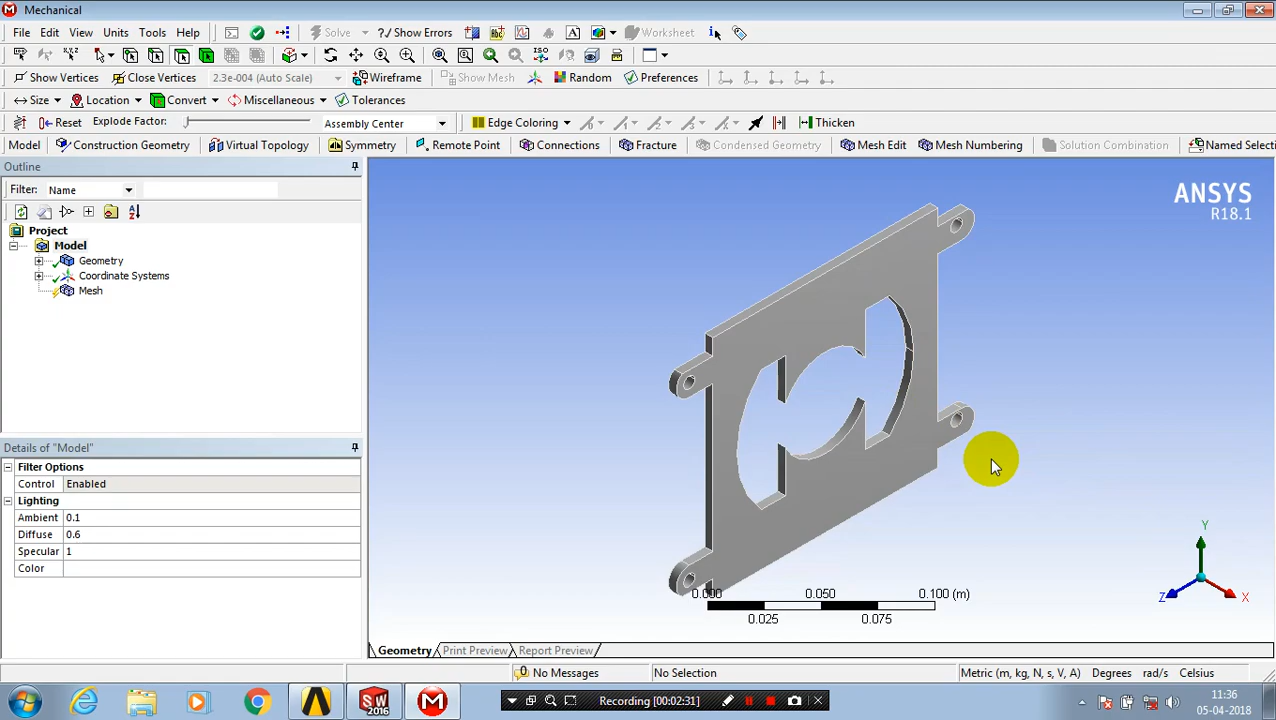 Mechanical
File Edit View Units Tools Help Solve Show Errors Worksheet
Show Vertices Close Vertices 2.3e-004 (Auto Scale) Wireframe Show Mesh Random Preferences
Size Location Convert Miscellaneous Tolerances
Reset Explode Factor: Assembly Center Edge Coloring Thicken
Model Construction Geometry Virtual Topology Symmetry Remote Point Connections Fracture Condensed Geometry Mesh Edit Mesh Numbering Solution Combination Named Selecti
Outline
Filter: Name
Project
Model
Geometry
Coordinate Systems
Mesh
Details of "Model"
Filter Options
Control Enabled
Lighting
Ambient 0.1
Diffuse 0.6
Specular 1
Color
ANSYS
R18.1
Y
Z X
0.000 0.050 0.100 (m)
0.025 0.075
Geometry Print Preview Report Preview
No Messages No Selection Metric (m, kg, N, s, V, A) Degrees rad/s Celsius
SW 2016 Recording [00:02:31] 11:36
05-04-2018